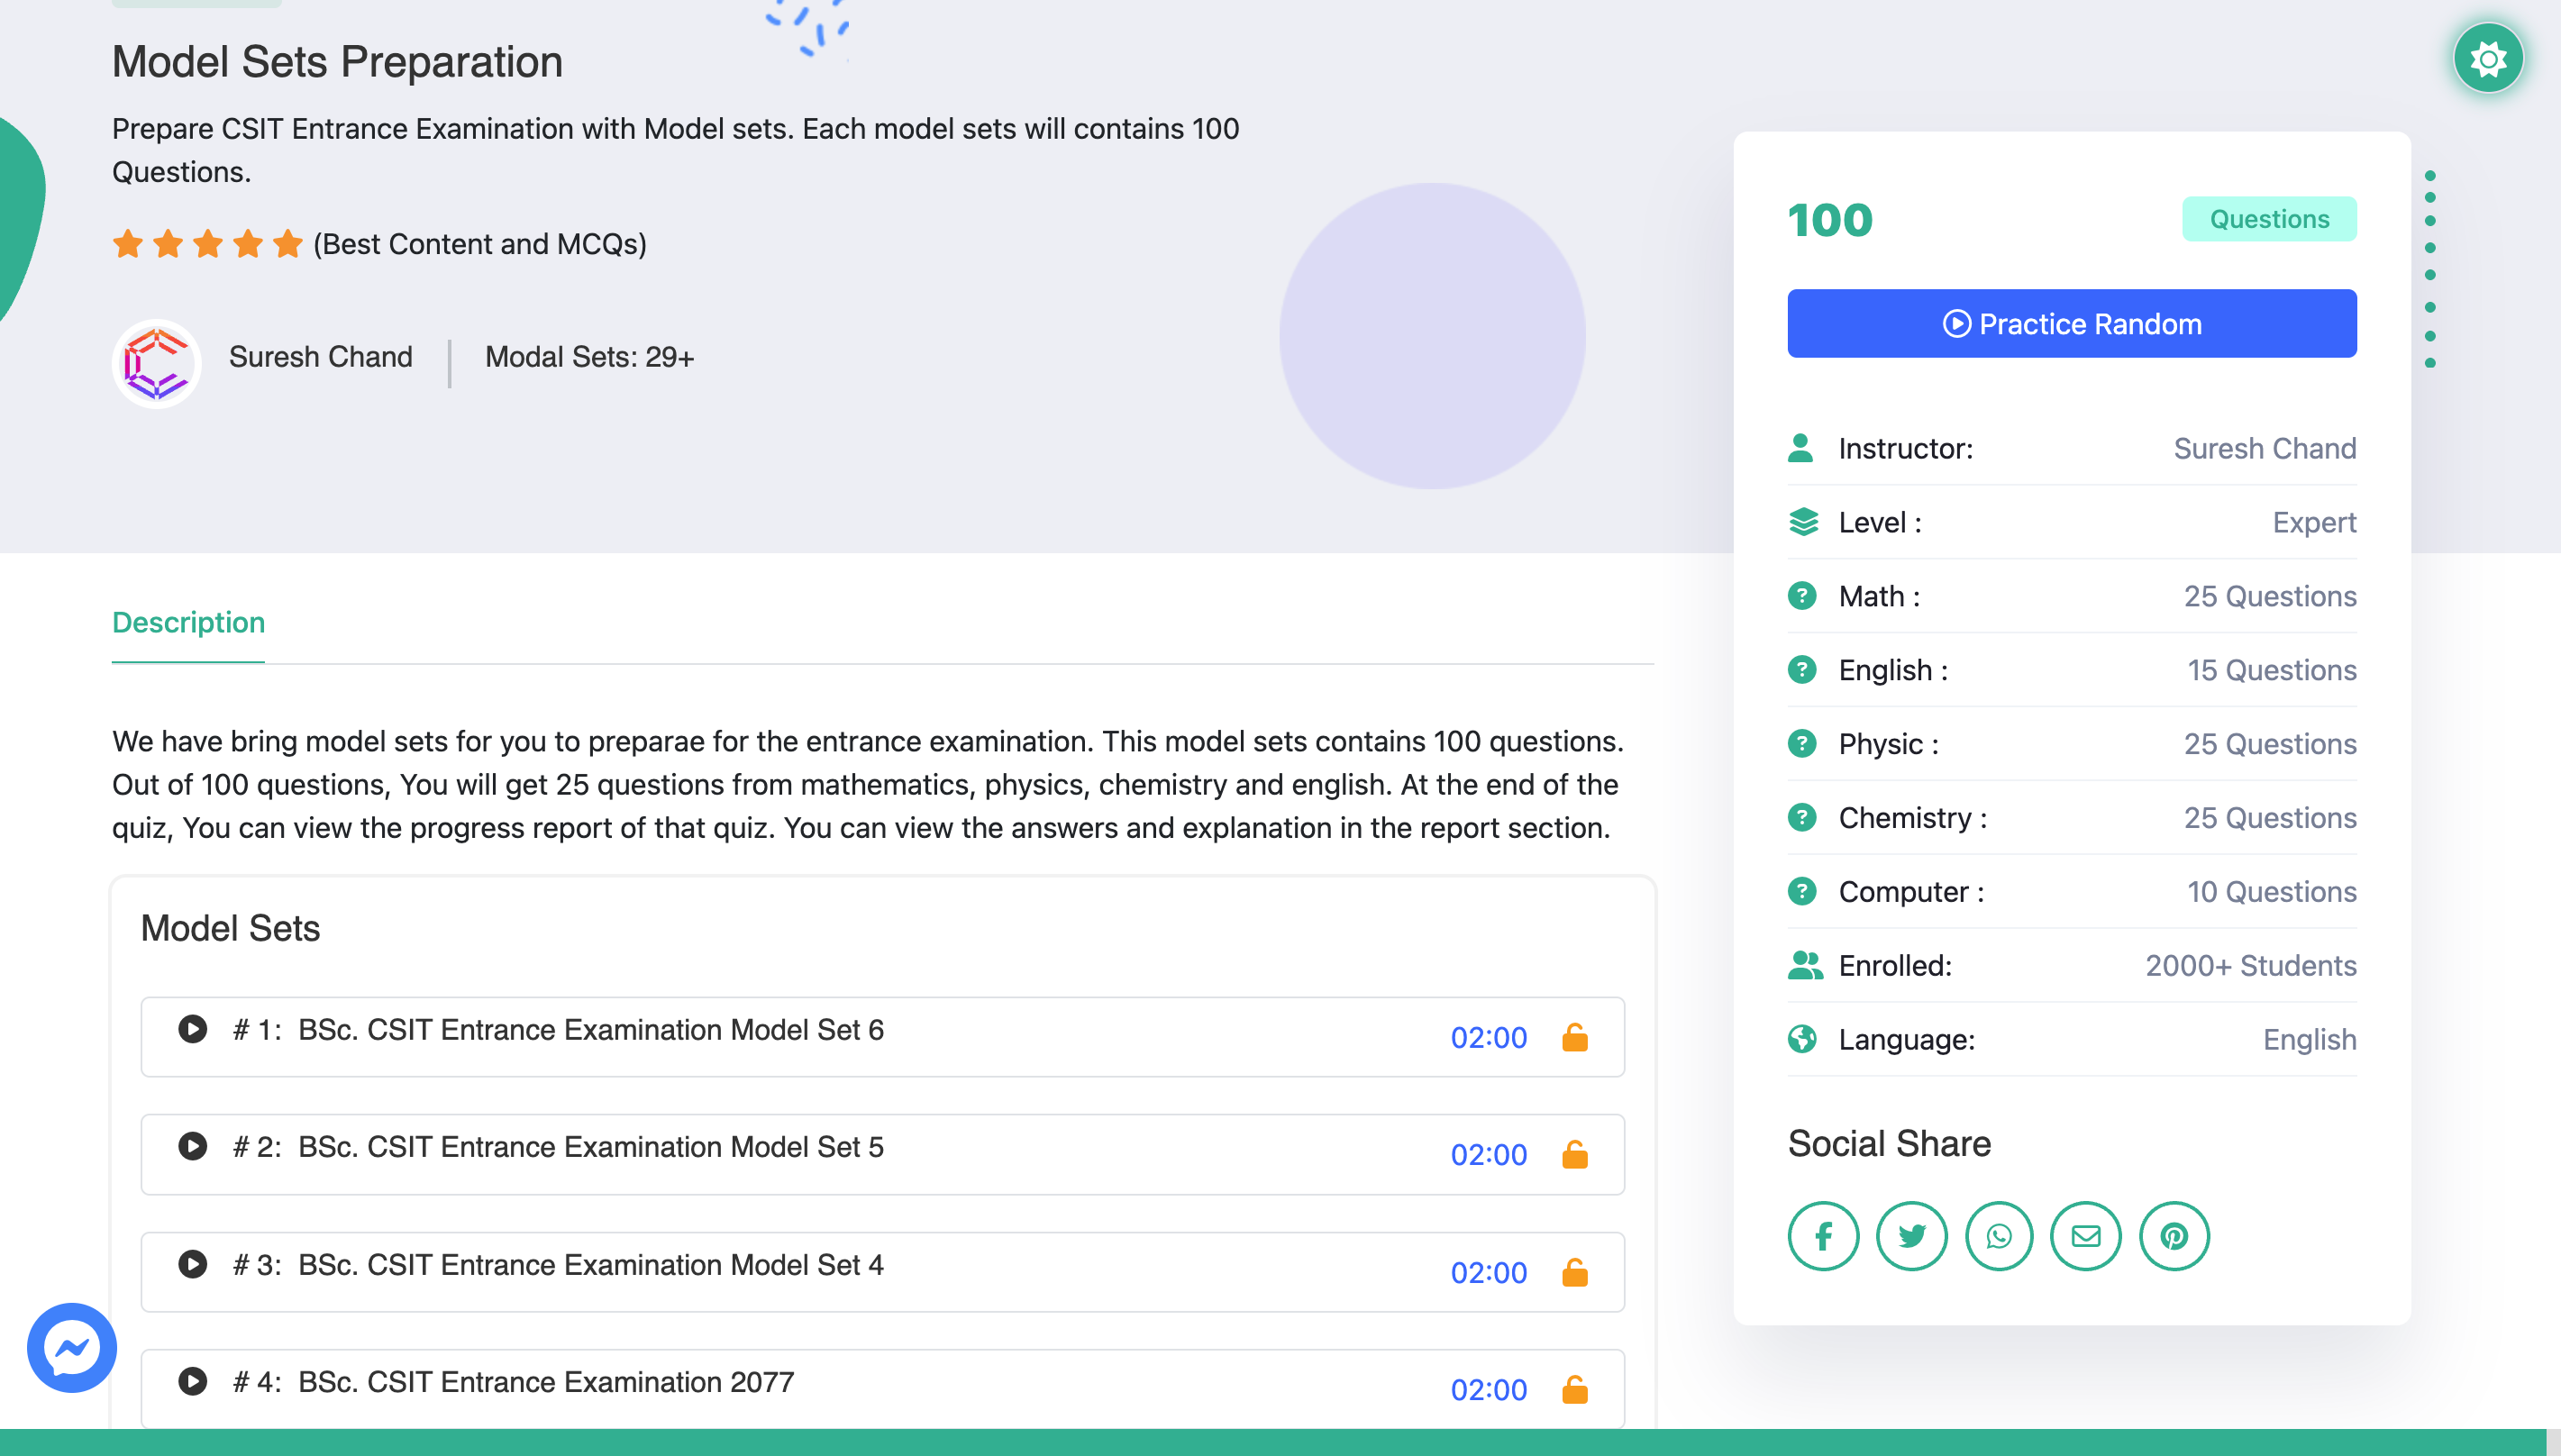 Model Sets Preparation
Prepare CSIT Entrance Examination with Model sets. Each model sets will contains 100
Questions.
(Best Content and MCQs)
Suresh Chand
Modal Sets: 29+
Description
We have bring model sets for you to preparae for the entrance examination. This model sets contains 100 questions.
Out of 100 questions, You will get 25 questions from mathematics, physics, chemistry and english. At the end of the
quiz, You can view the progress report of that quiz. You can view the answers and explanation in the report section.
Model Sets
# 1: BSc. CSIT Entrance Examination Model Set 6 02:00
# 2: BSc. CSIT Entrance Examination Model Set 5 02:00
# 3: BSc. CSIT Entrance Examination Model Set 4 02:00
# 4: BSc. CSIT Entrance Examination 2077 02:00
100 Questions
Practice Random
Instructor: Suresh Chand
Level : Expert
Math : 25 Questions
English : 15 Questions
Physic : 25 Questions
Chemistry : 25 Questions
Computer : 10 Questions
Enrolled: 2000+ Students
Language: English
Social Share